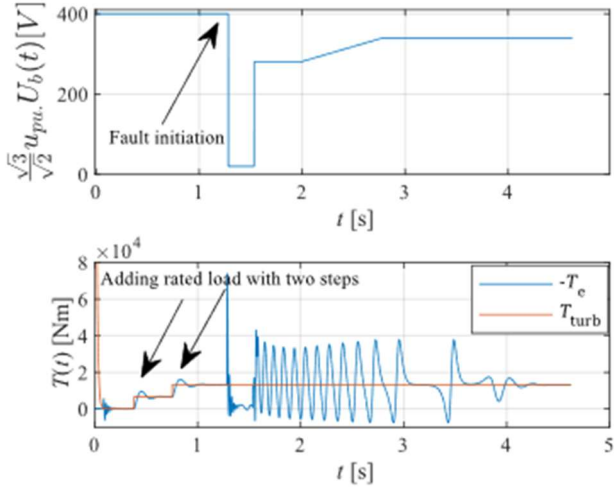 400
200
0
√3/√2 u_pu. U_b(t)[V]
Fault initiation
0 1 2 3 4 5
t [s]
×10^4
8
6
4
2
0
T(t) [Nm]
Adding rated load with two steps
-T_e
T_turb
0 1 2 3 4 5
t [s]